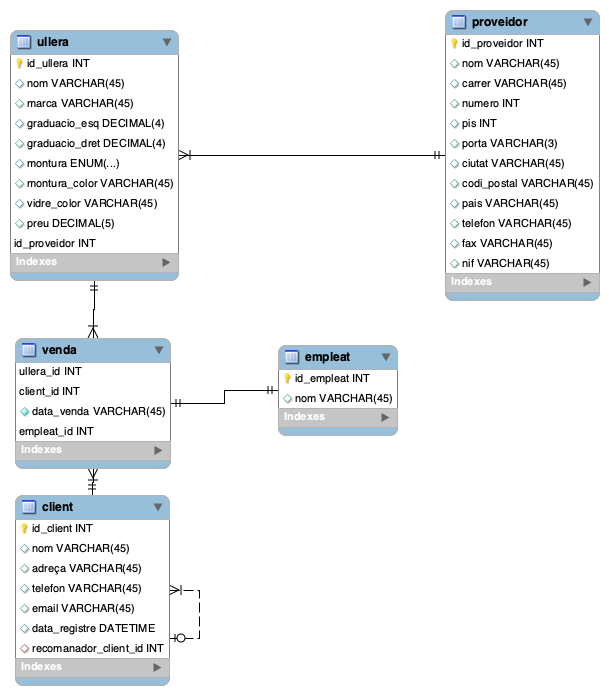 ullera
id_ullera INT
nom VARCHAR(45)
marca VARCHAR(45)
graduacio_esq DECIMAL(4)
graduacio_dret DECIMAL(4)
montura ENUM(...)
montura_color VARCHAR(45)
vidre_color VARCHAR(45)
preu DECIMAL(5)
id_proveidor INT
Indexes
proveidor
id_proveidor INT
nom VARCHAR(45)
carrer VARCHAR(45)
numero INT
pis INT
porta VARCHAR(3)
ciutat VARCHAR(45)
codi_postal VARCHAR(45)
pais VARCHAR(45)
telefon VARCHAR(45)
fax VARCHAR(45)
nif VARCHAR(45)
Indexes
venda
ullera_id INT
client_id INT
data_venda VARCHAR(45)
empleat_id INT
Indexes
empleat
id_empleat INT
nom VARCHAR(45)
Indexes
client
id_client INT
nom VARCHAR(45)
adreça VARCHAR(45)
telefon VARCHAR(45)
email VARCHAR(45)
data_registre DATETIME
recomanador_client_id INT
Indexes